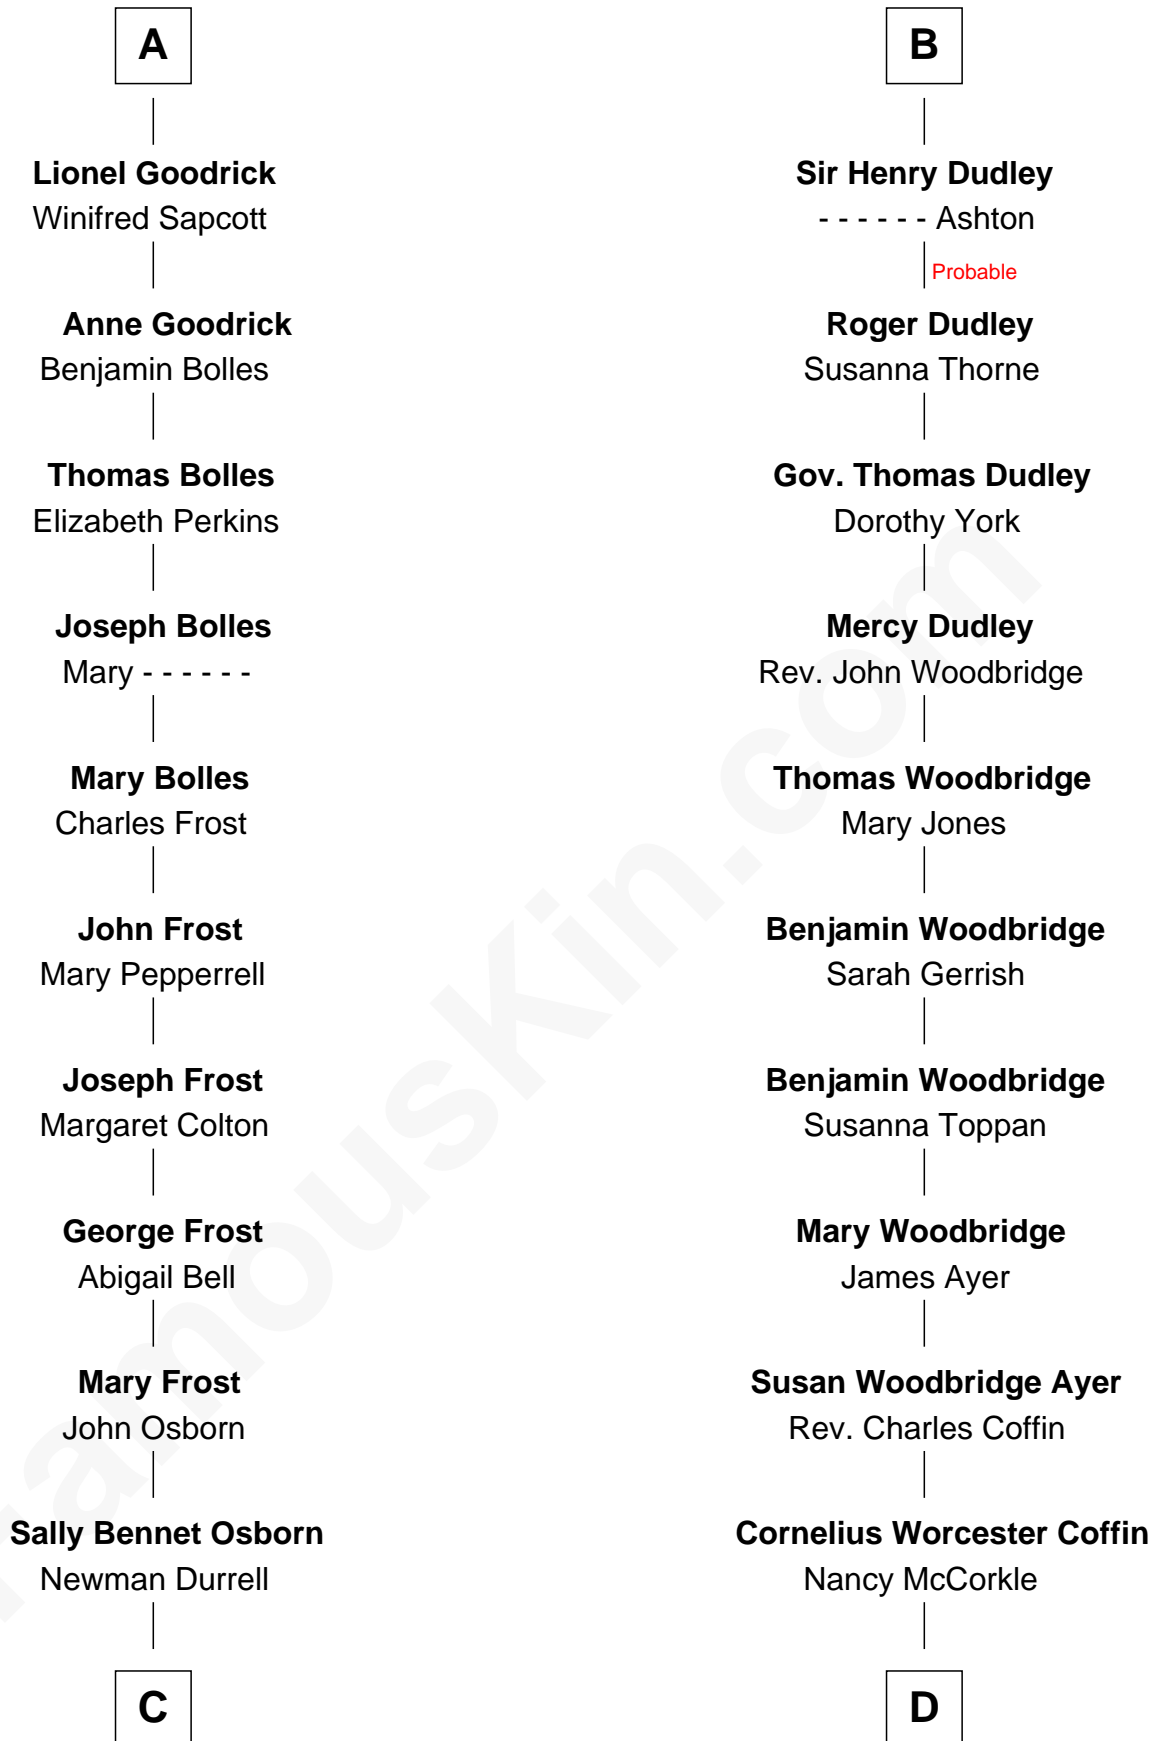 A
Lionel Goodrick
Winifred Sapcott
Anne Goodrick
Benjamin Bolles
Thomas Bolles
Elizabeth Perkins
Joseph Bolles
Mary - - - - - -
Mary Bolles
Charles Frost
John Frost
Mary Pepperrell
Joseph Frost
Margaret Colton
George Frost
Abigail Bell
Mary Frost
John Osborn
Sally Bennet Osborn
Newman Durrell
C
B
Sir Henry Dudley
- - - - - - Ashton
Probable
Roger Dudley
Susanna Thorne
Gov. Thomas Dudley
Dorothy York
Mercy Dudley
Rev. John Woodbridge
Thomas Woodbridge
Mary Jones
Benjamin Woodbridge
Sarah Gerrish
Benjamin Woodbridge
Susanna Toppan
Mary Woodbridge
James Ayer
Susan Woodbridge Ayer
Rev. Charles Coffin
Cornelius Worcester Coffin
Nancy McCorkle
D
FamousKin.com